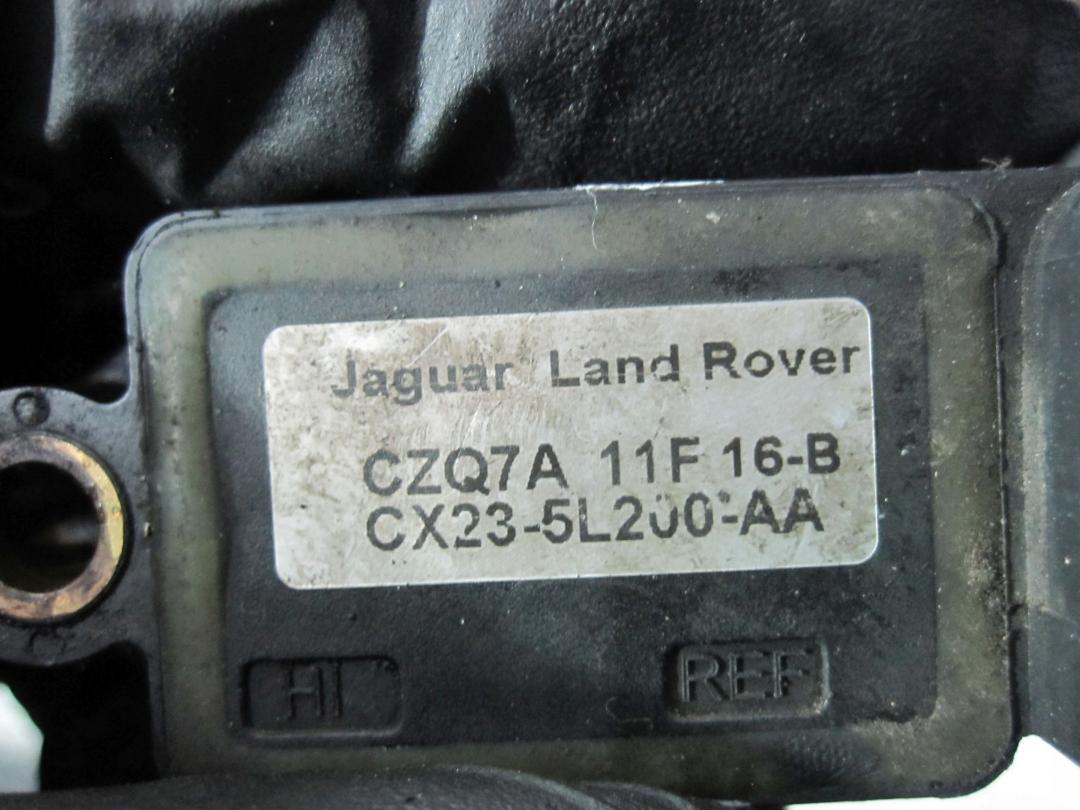 Jaguar Land Rover
CZQ7A 11F 16-B
CX23-5L200-AA
HI REF